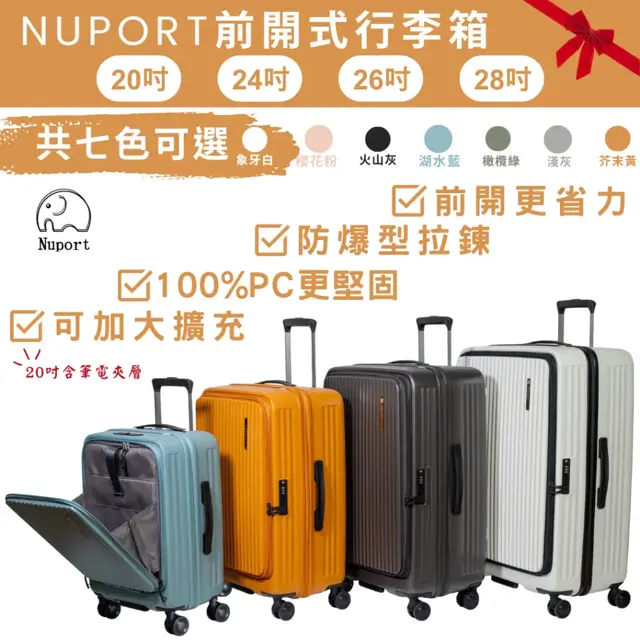 NUPORT前開式行李箱
20吋 24吋 26吋 28吋
共七色可選
象牙白 櫻花粉 火山灰 湖水藍 橄欖綠 淺灰 芥末黃
Nuport
前開更省力
防爆型拉鍊
100%PC更堅固
可加大擴充
20吋含筆電夾層